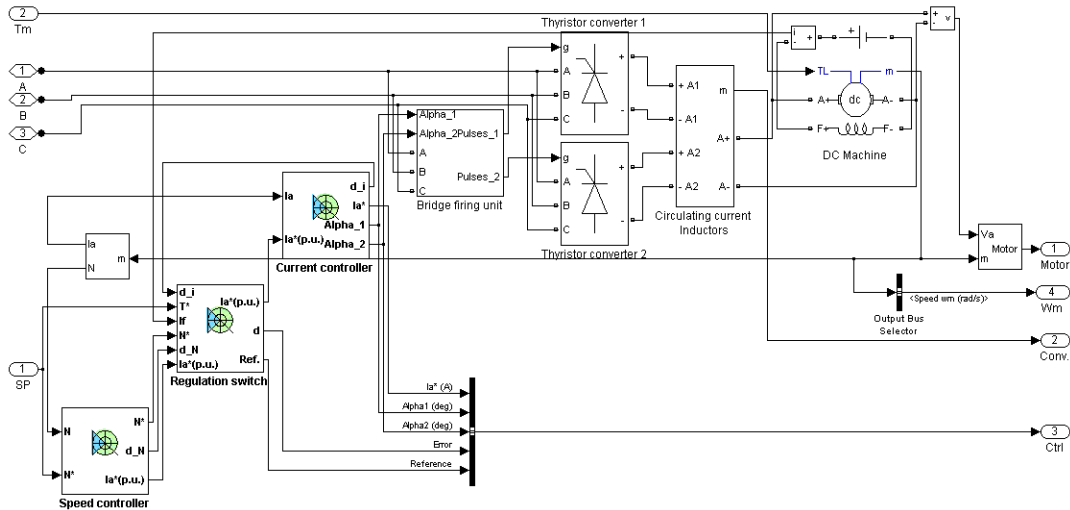 2
Tm
1
A
2
B
3
C
Thyristor converter 1
g
A
B
C
+
-
Alpha_1
Alpha_2
A
B
C
Pulses_1
Pulses_2
Bridge firing unit
g
A
B
C
+
-
Thyristor converter 2
+ A1
- A1
+ A2
- A2
m
A+
A-
Circulating current
Inductors
i
+
-
+
TL
m
A+
dc
A-
F+
F-
DC Machine
+
-
v
Va
m
Motor
1
Motor
Ia
N
m
Ia
Ia*(p.u.)
d_i
Ia*
Alpha_1
Alpha_2
Current controller
d_i
T*
If
N*
d_N
Ia*(p.u.)
Ia*(p.u.)
d
Ref.
Regulation switch
<Speed wm (rad/s)>
Output Bus
Selector
4
Wm
2
Conv.
1
SP
N
N*
N*
d_N
Ia*(p.u.)
Speed controller
Ia* (A)
Alpha1 (deg)
Alpha2 (deg)
Error
Reference
3
Ctrl